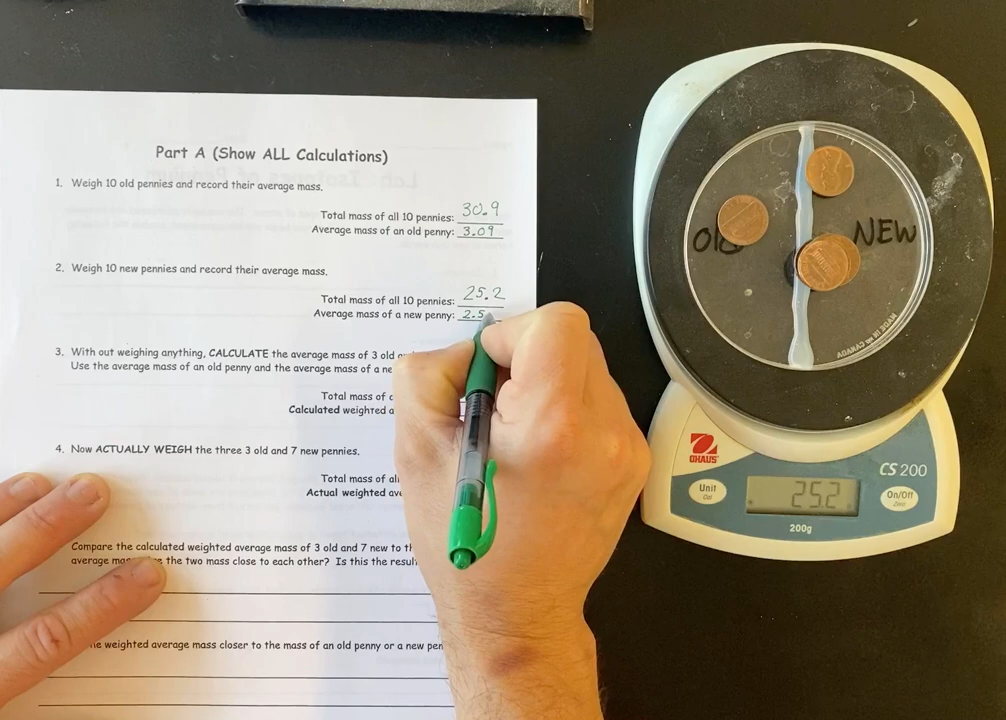 Part A (Show ALL Calculations)
1. Weigh 10 old pennies and record their average mass.
Total mass of all 10 pennies: 30.9
Average mass of an old penny: 3.09
2. Weigh 10 new pennies and record their average mass.
Total mass of all 10 pennies: 25.2
Average mass of a new penny: 2.5
3. With out weighing anything, CALCULATE the average mass of 3 old
Use the average mass of an old penny and the average mass of a ne
Total mass of
Calculated weighted a
4. Now ACTUALLY WEIGH the three 3 old and 7 new pennies.
Total mass of all
Actual weighted ave
Compare the calculated weighted average mass of 3 old and 7 new to th
average the two mass close to each other? Is this the resul
weighted average mass closer to the mass of an old penny or a new pen
Old
NEW
MADE IN CANADA
OHAUS
CS 200
Unit
Cal
25.2
On/Off
Zero
200g